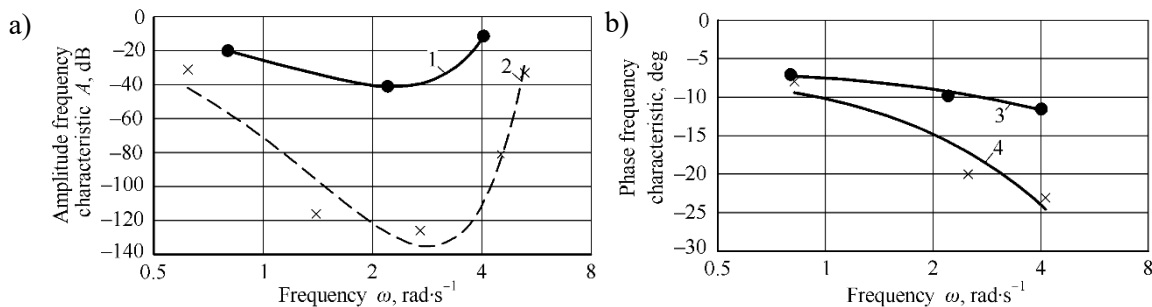 a)
Amplitude frequency
characteristic A, dB
0
−20
−40
−60
−80
−100
−120
−140
1
2
0.5 1 2 4 8
Frequency ω, rad·s⁻¹
b)
Phase frequency
characteristic, deg
0
−5
−10
−15
−20
−25
−30
3
4
0.5 1 2 4 8
Frequency ω, rad·s⁻¹